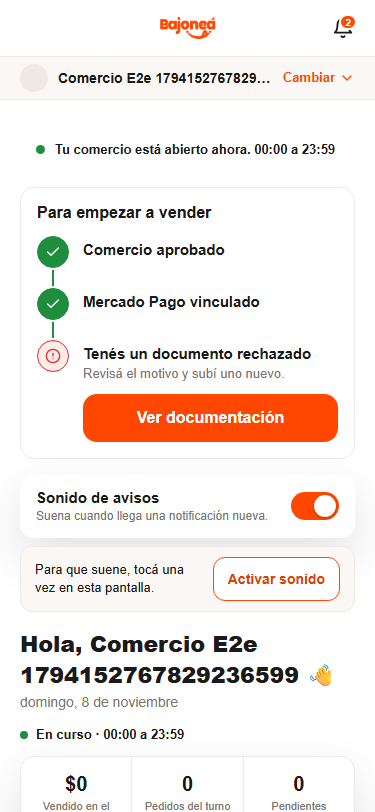 Bajoneá
2
Comercio E2e 1794152767829...
Cambiar
Tu comercio está abierto ahora. 00:00 a 23:59
Para empezar a vender
Comercio aprobado
Mercado Pago vinculado
Tenés un documento rechazado
Revisá el motivo y subí uno nuevo.
Ver documentación
Sonido de avisos
Suena cuando llega una notificación nueva.
Para que suene, tocá una
vez en esta pantalla.
Activar sonido
Hola, Comercio E2e
1794152767829236599 👋
domingo, 8 de noviembre
En curso · 00:00 a 23:59
$0
0
0
Vendido en el
Pedidos del turno
Pendientes